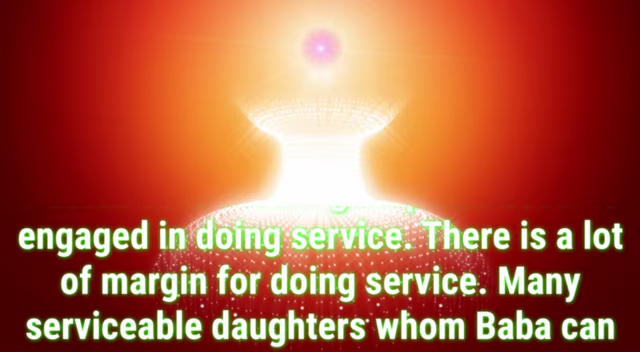 engaged in doing service. There is a lot
of margin for doing service. Many
serviceable daughters whom Baba can